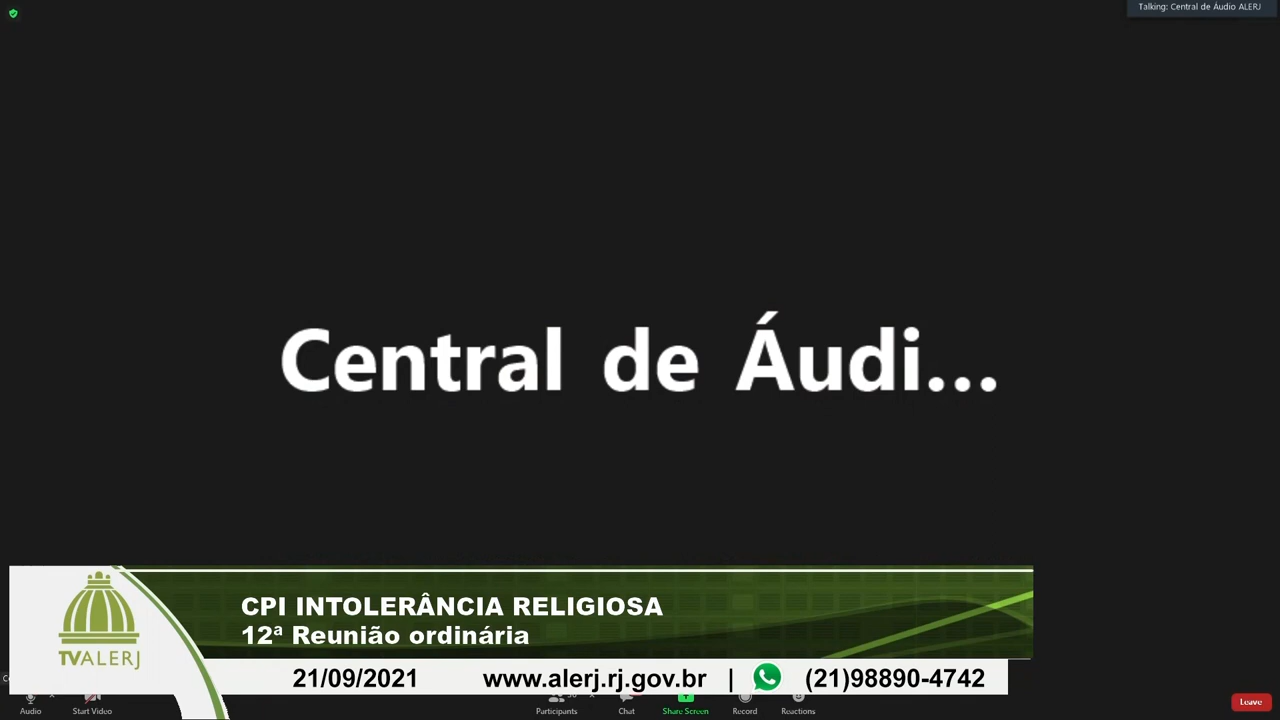 Talking: Central de Áudio ALERJ
Central de Áudi...
CPI INTOLERÂNCIA RELIGIOSA
12ª Reunião ordinária
TVALERJ
21/09/2021 www.alerj.rj.gov.br | (21)98890-4742
Audio Start Video Participants Chat Share Screen Record Reactions Leave